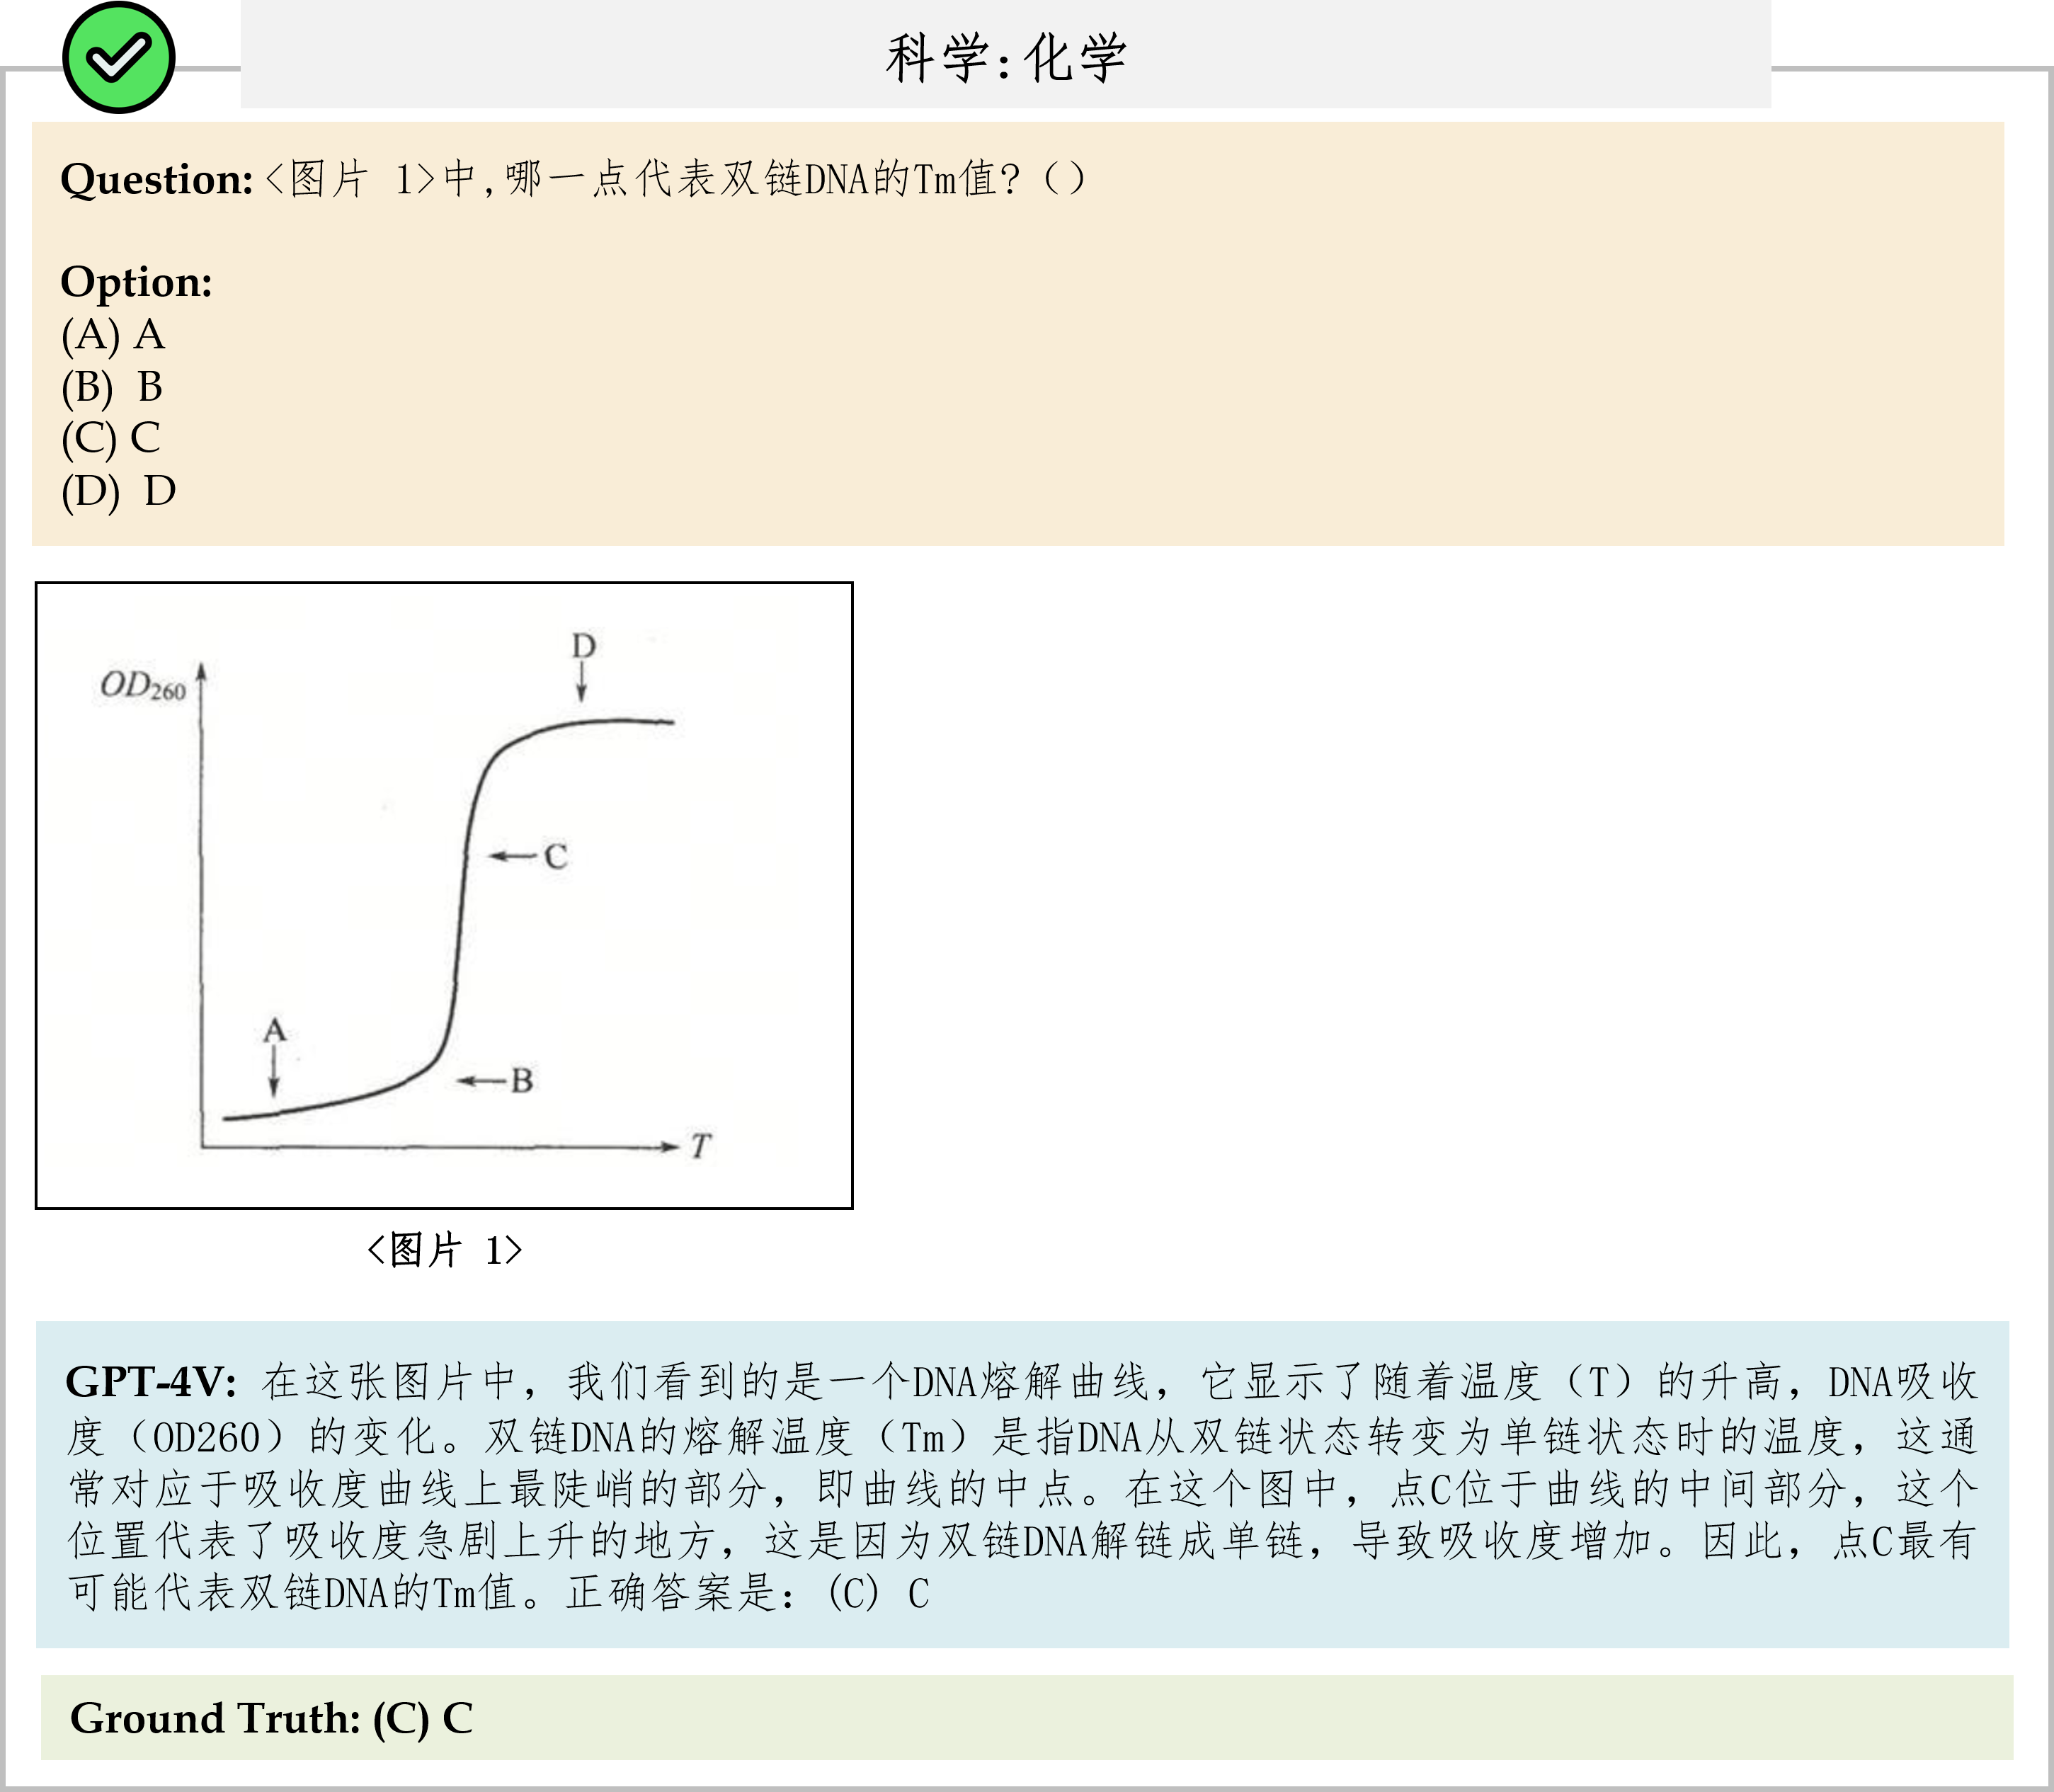 科学:化学
Question: <图片 1>中,哪一点代表双链DNA的Tm值?（）
Option:
(A) A
(B) B
(C) C
(D) D
D
OD260
C
A
B
T
<图片 1>
GPT-4V: 在这张图片中，我们看到的是一个DNA熔解曲线，它显示了随着温度（T）的升高，DNA吸收
度（OD260）的变化。双链DNA的熔解温度（Tm）是指DNA从双链状态转变为单链状态时的温度，这通
常对应于吸收度曲线上最陡峭的部分，即曲线的中点。在这个图中，点C位于曲线的中间部分，这个
位置代表了吸收度急剧上升的地方，这是因为双链DNA解链成单链，导致吸收度增加。因此，点C最有
可能代表双链DNA的Tm值。正确答案是：(C) C
Ground Truth: (C) C